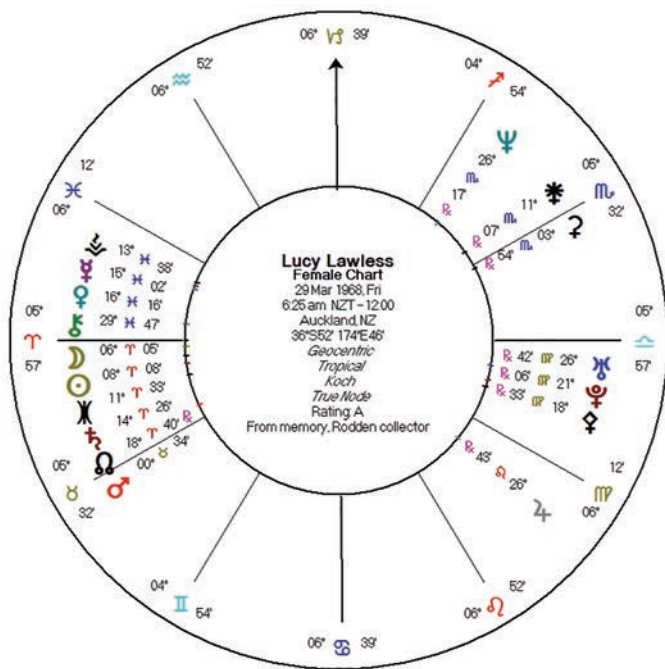 06° ♑ 39'
52'
06° ♒
04° ♐
54'
12'
06° ♓
♆ 26° ♏ 17' ℞
05° ♏
32'
11° ♏ 07' ℞
⚳ 03° ♏ 54' ℞
13° ♓ 38'
☿ 15° ♓ 02'
♀ 16° ♓ 16'
29° ♓ 47'
05° ♈ 57'
☽ 06° ♈ 05'
☉ 08° ♈ 08'
11° ♈ 33'
♄ 14° ♈ 26'
☊ 18° ♈ 40' ℞
♂ 00° ♉ 34'
Lucy Lawless
Female Chart
29 Mar 1968, Fri
6:25 am NZT -12:00
Auckland, NZ
36°S52' 174°E46'
Geocentric
Tropical
Koch
True Node
Rating: A
From memory, Rodden collector
05° ♎ 57'
℞ 42' ♍ 26° ♅
℞ 06' ♍ 21°
℞ 33' ♍ 18° ⚴
℞ 43' ♌ 26° ♃
12'
06° ♍
05° ♉
32'
04° ♊
54'
52'
06° ♌
06° ♋ 39'